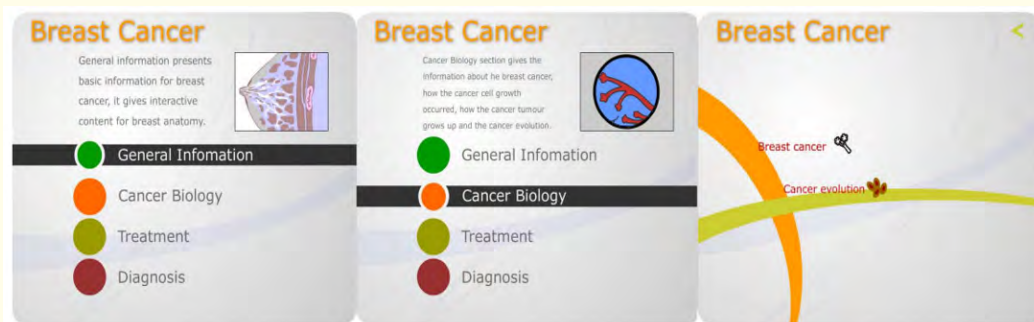 Breast Cancer
General information presents
basic information for breast
cancer, it gives interactive
content for breast anatomy.
General Infomation
Cancer Biology
Treatment
Diagnosis
Breast Cancer
Cancer Biology section gives the
information about he breast cancer,
how the cancer cell growth
occurred, how the cancer tumour
grows up and the cancer evolution.
General Infomation
Cancer Biology
Treatment
Diagnosis
Breast Cancer
<
Breast cancer
Cancer evolution